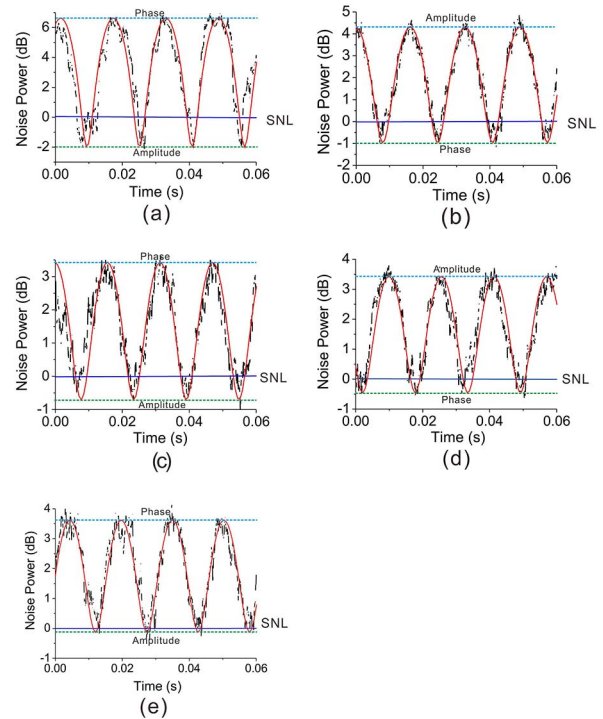 Phase
Noise Power (dB)
6
4
2
0
-2
SNL
Amplitude
0.00 0.02 0.04 0.06
Time (s)
(a)
Amplitude
Noise Power (dB)
5
4
3
2
1
0
-1
-2
SNL
Phase
0.00 0.02 0.04 0.06
Time (s)
(b)
Phase
Noise Power (dB)
3
2
1
0
-1
SNL
Amplitude
0.00 0.02 0.04 0.06
Time (s)
(c)
Amplitude
Noise Power (dB)
4
3
2
1
0
-1
SNL
Phase
0.00 0.02 0.04 0.06
Time (s)
(d)
Phase
Noise Power (dB)
4
3
2
1
0
-1
SNL
Amplitude
0.00 0.02 0.04 0.06
Time (s)
(e)